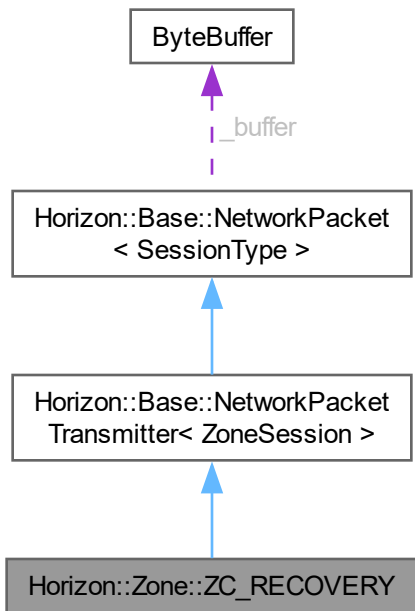 ByteBuffer
_buffer
Horizon::Base::NetworkPacket
< SessionType >
Horizon::Base::NetworkPacket
Transmitter< ZoneSession >
Horizon::Zone::ZC_RECOVERY